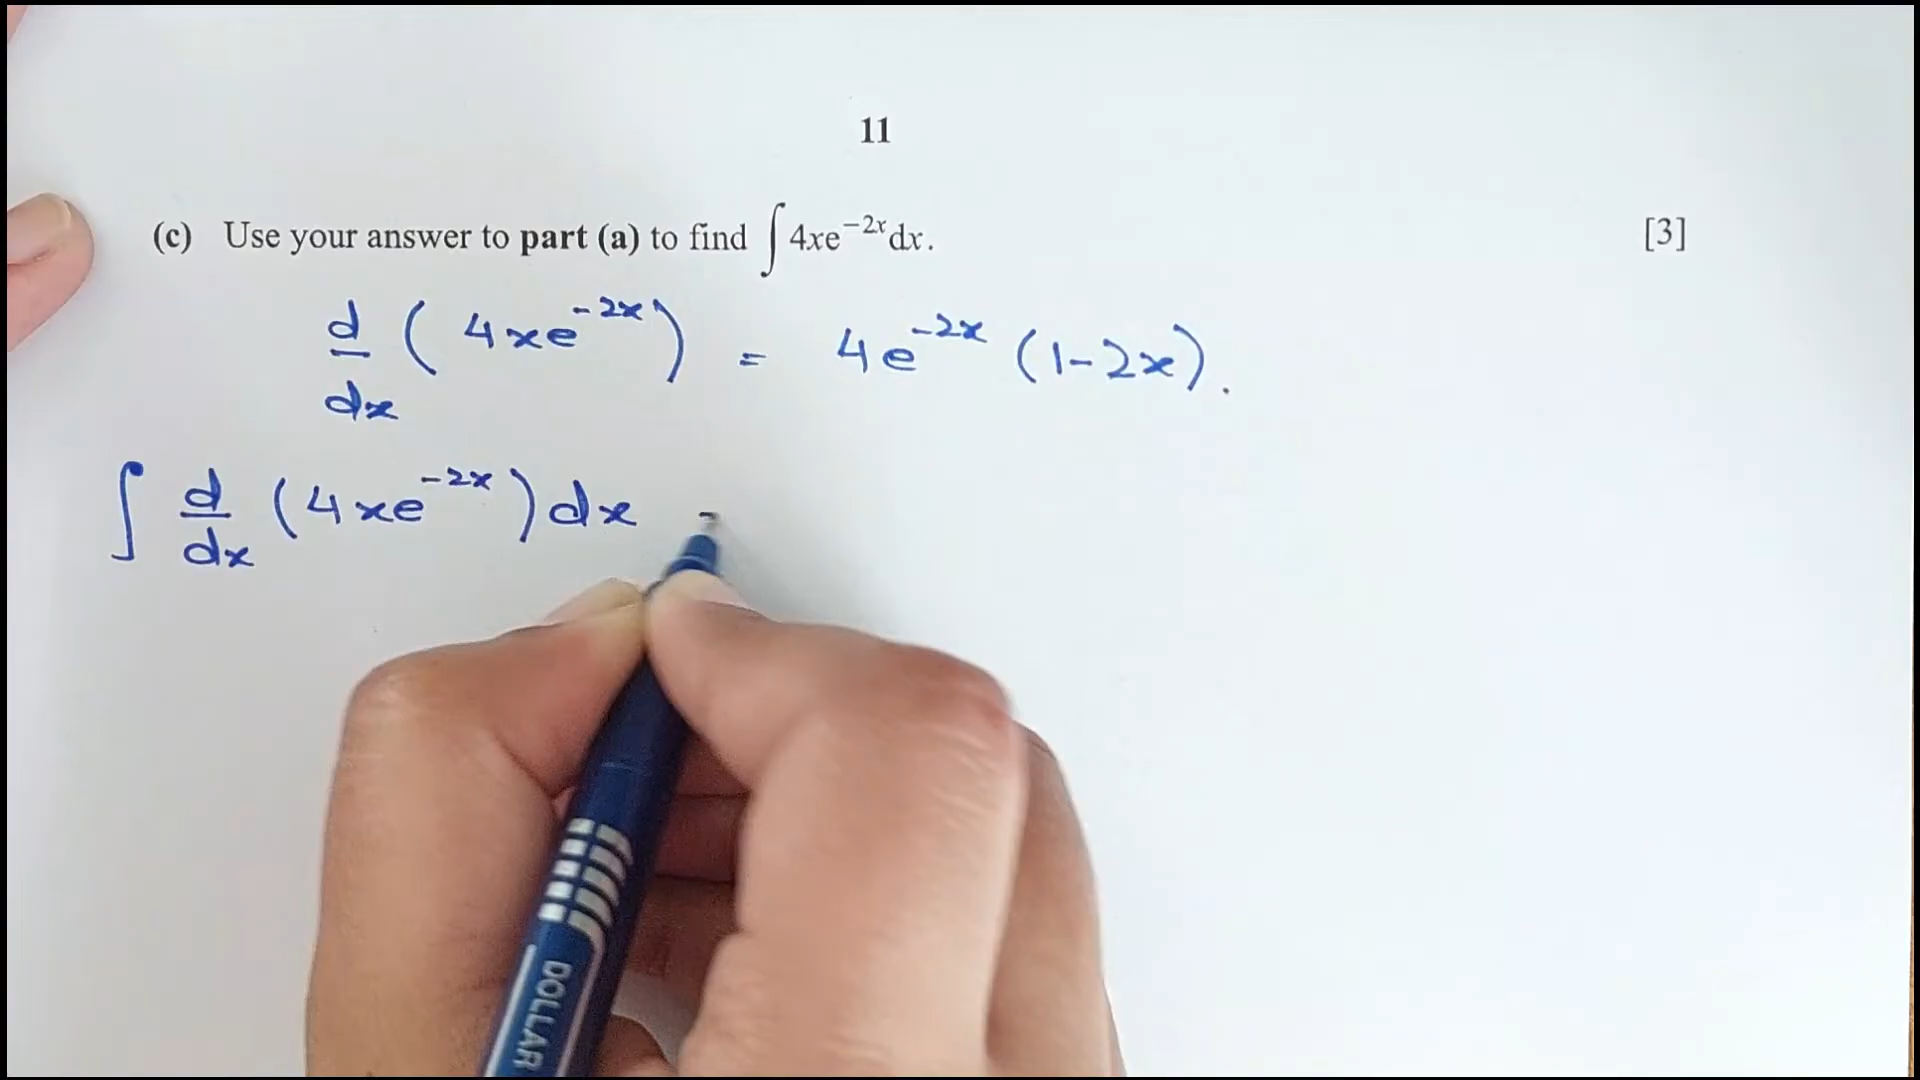 11
(c) Use your answer to part (a) to find ∫ 4xe^{-2x} dx. [3]
d/dx ( 4xe^{-2x} ) = 4e^{-2x} (1-2x).
∫ d/dx (4xe^{-2x}) dx
DOLLAR